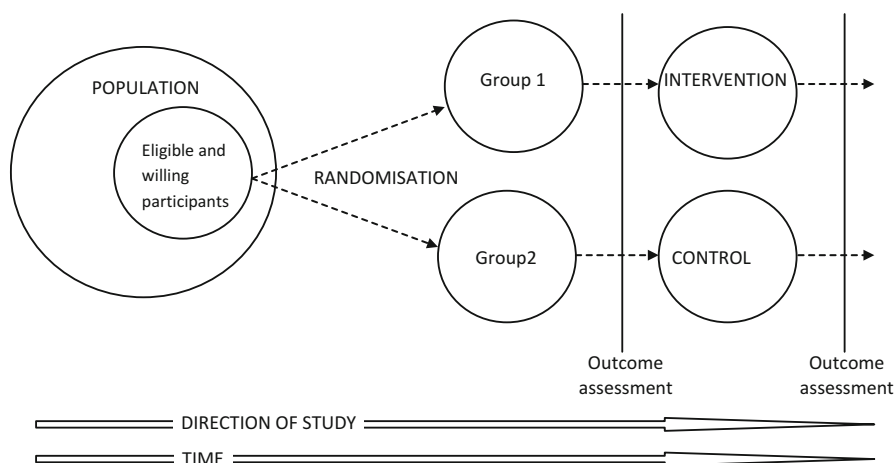 POPULATION
Eligible and
willing
participants
RANDOMISATION
Group 1
Group2
INTERVENTION
CONTROL
Outcome
assessment
Outcome
assessment
DIRECTION OF STUDY
TIME